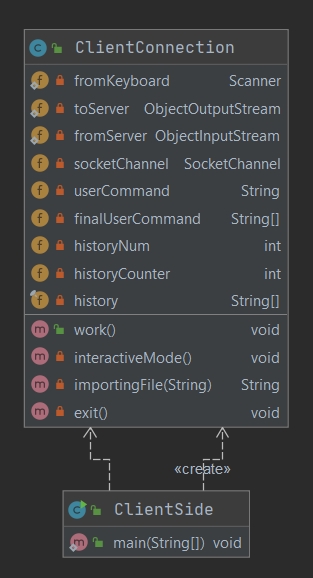 ClientConnection
fromKeyboard Scanner
toServer ObjectOutputStream
fromServer ObjectInputStream
socketChannel SocketChannel
userCommand String
finalUserCommand String[]
historyNum int
historyCounter int
history String[]
work() void
interactiveMode() void
importingFile(String) String
exit() void
«create»
ClientSide
main(String[]) void